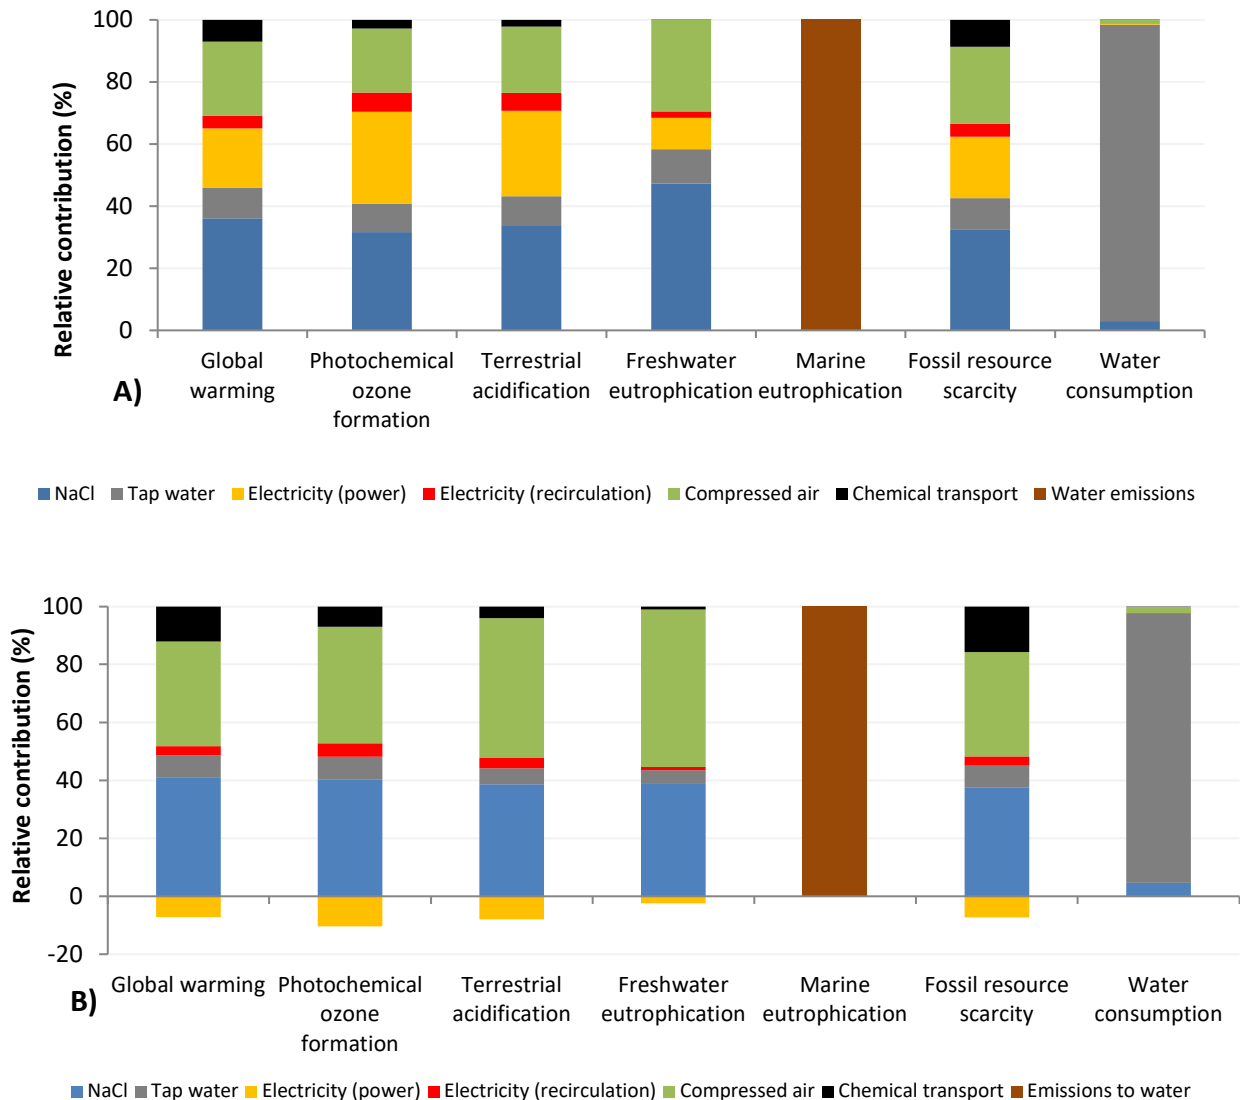 100
80
60
40
20
0
Relative contribution (%)
Global warming
Photochemical ozone formation
Terrestrial acidification
Freshwater eutrophication
Marine eutrophication
Fossil resource scarcity
Water consumption
A)
NaCl Tap water Electricity (power) Electricity (recirculation) Compressed air Chemical transport Water emissions
100
80
60
40
20
0
-20
Relative contribution (%)
Global warming
Photochemical ozone formation
Terrestrial acidification
Freshwater eutrophication
Marine eutrophication
Fossil resource scarcity
Water consumption
B)
NaCl Tap water Electricity (power) Electricity (recirculation) Compressed air Chemical transport Emissions to water